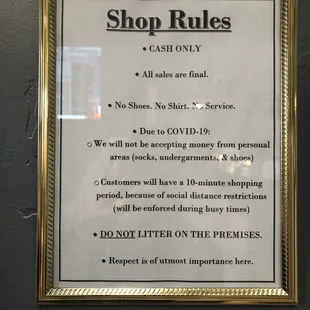 Shop Rules
• CASH ONLY
• All sales are final.
• No Shoes. No Shirt. No Service.
• Due to COVID-19:
○ We will not be accepting money from personal
areas (socks, undergarments, & shoes)
○ Customers will have a 10-minute shopping
period, because of social distance restrictions
(will be enforced during busy times)
• DO NOT LITTER ON THE PREMISES.
• Respect is of utmost importance here.